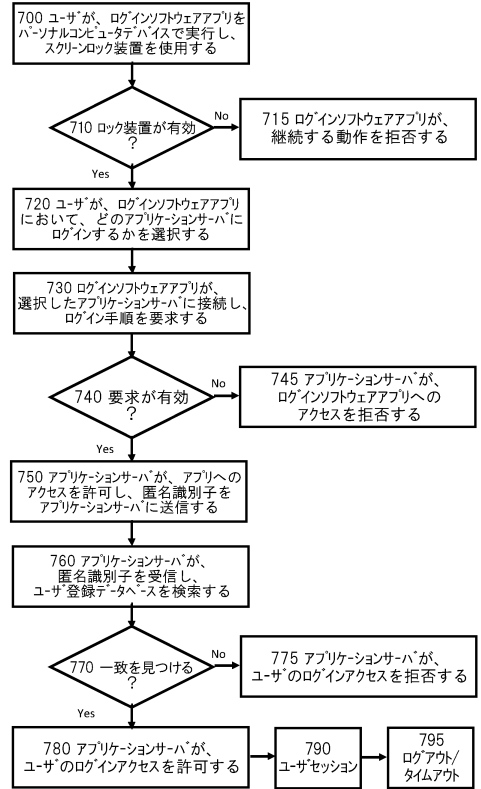 700 ユーザが、ログインソフトウェアアプリを
パーソナルコンピュータデバイスで実行し、
スクリーンロック装置を使用する
710 ロック装置が有効
?
No
715 ログインソフトウェアアプリが、
継続する動作を拒否する
Yes
720 ユーザが、ログインソフトウェアアプリ
において、どのアプリケーションサーバに
ログインするかを選択する
730 ログインソフトウェアアプリが、
選択したアプリケーションサーバに接続し、
ログイン手順を要求する
740 要求が有効
?
No
745 アプリケーションサーバが、
ログインソフトウェアアプリへの
アクセスを拒否する
Yes
750 アプリケーションサーバが、アプリへの
アクセスを許可し、匿名識別子を
アプリケーションサーバに送信する
760 アプリケーションサーバが、
匿名識別子を受信し、
ユーザ登録データベースを検索する
770 一致を見つける
?
No
775 アプリケーションサーバが、
ユーザのログインアクセスを拒否する
Yes
780 アプリケーションサーバが、
ユーザのログインアクセスを許可する
790
ユーザセッション
795
ログアウト/
タイムアウト